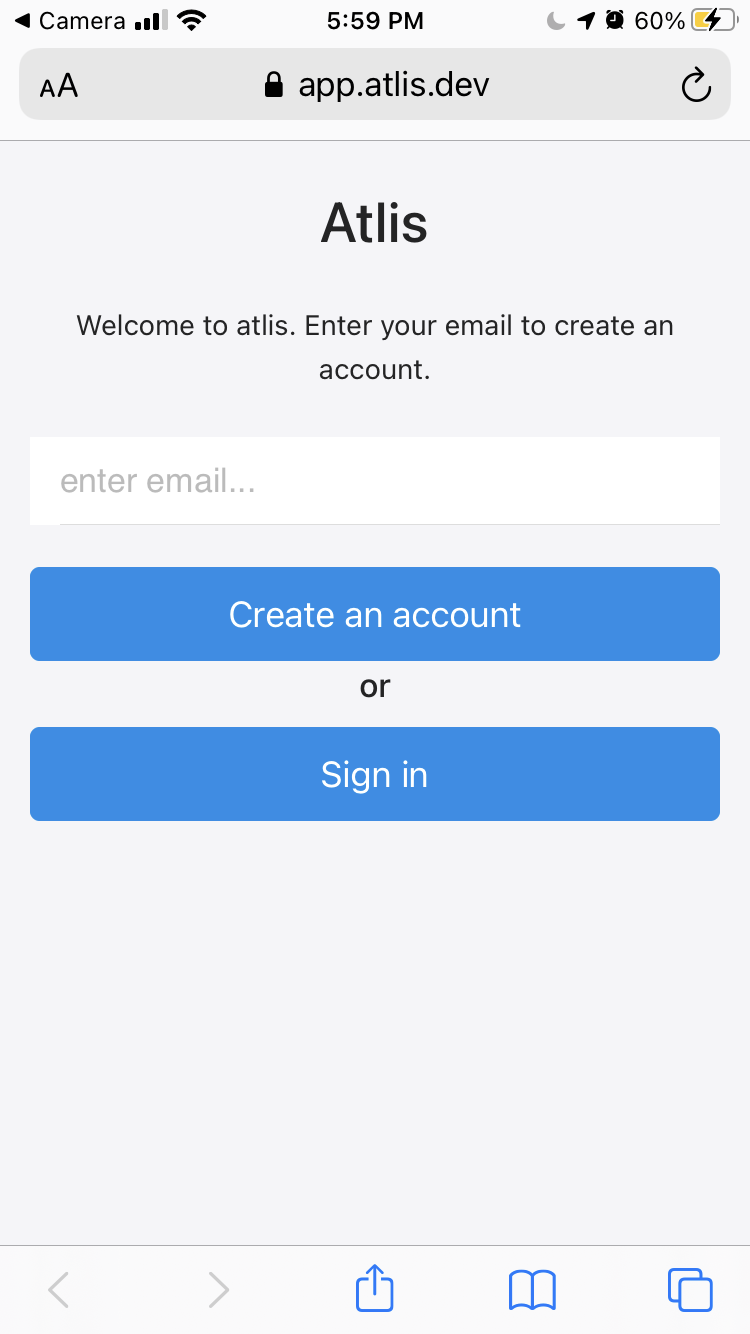 Camera 5:59 PM 60%
AA app.atlis.dev
Atlis
Welcome to atlis. Enter your email to create an
account.
enter email...
Create an account
or
Sign in